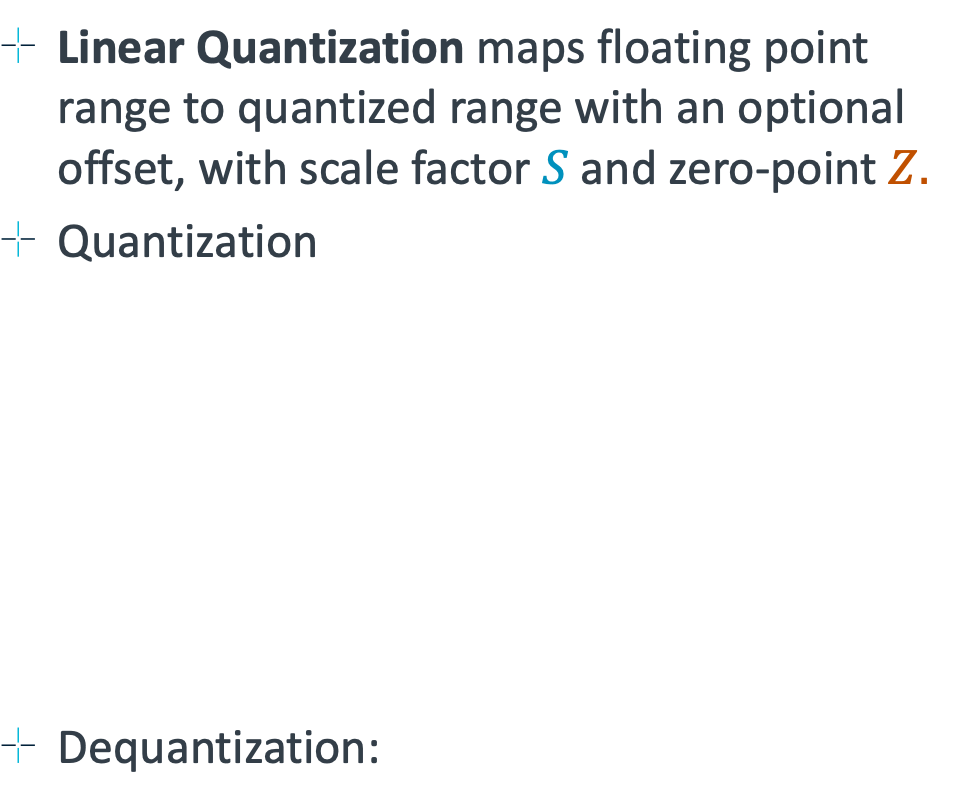 Linear Quantization maps floating point
range to quantized range with an optional
offset, with scale factor S and zero-point Z.
Quantization
Dequantization: